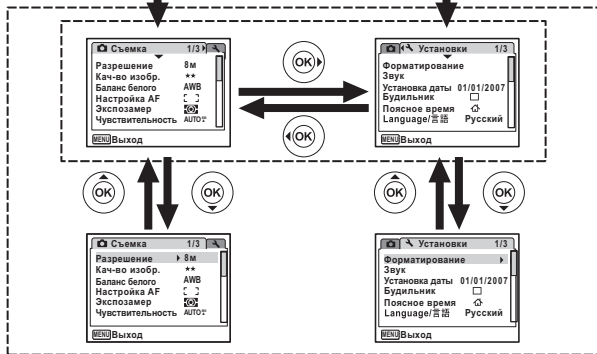 Съемка 1/3
Разрешение 8M
Кач-во изобр. ★★
Баланс белого AWB
Настройка AF [ ]
Экспозамер
Чувствительность AUTO
MENU Выход
OK
OK
Установки 1/3
Форматирование
Звук
Установка даты 01/01/2007
Будильник □
Поясное время
Language/言語 Русский
MENU Выход
OK
OK
OK
OK
Съемка 1/3
Разрешение 8M
Кач-во изобр. ★★
Баланс белого AWB
Настройка AF [ ]
Экспозамер
Чувствительность AUTO
MENU Выход
Установки 1/3
Форматирование
Звук
Установка даты 01/01/2007
Будильник □
Поясное время
Language/言語 Русский
MENU Выход